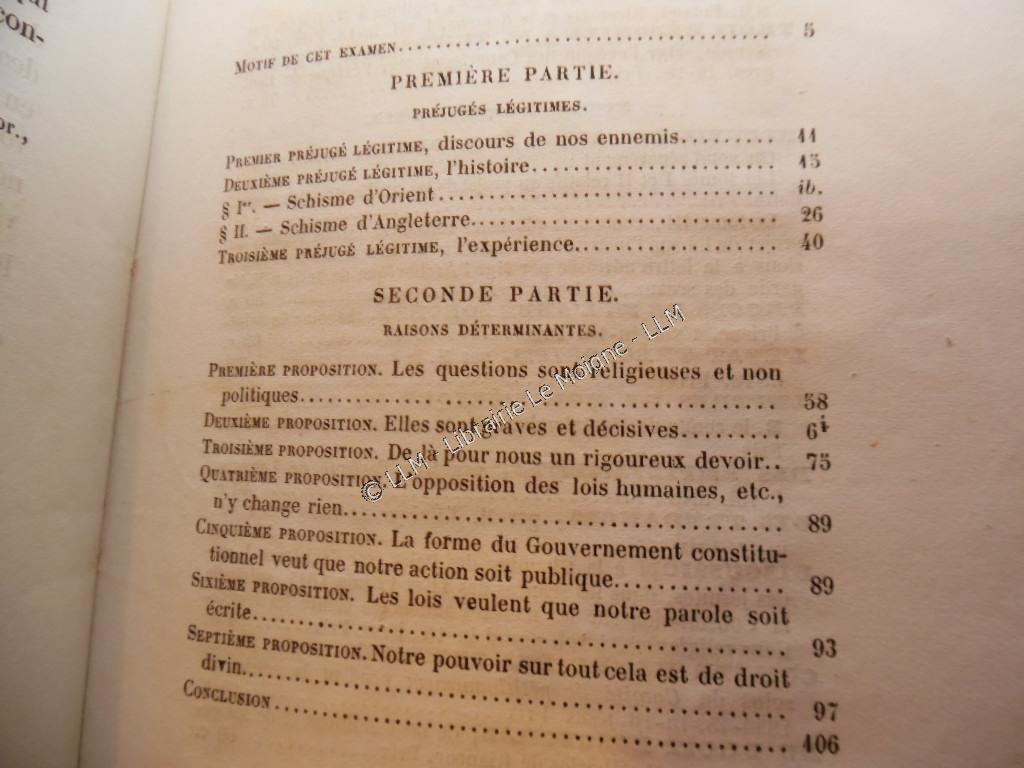 qui
con-
or.,
MOTIF DE CET EXAMEN........ 5
PREMIÈRE PARTIE.
PRÉJUGÉS LÉGITIMES.
PREMIER PRÉJUGÉ LÉGITIME, discours de nos ennemis......... 11
DEUXIÈME PRÉJUGÉ LÉGITIME, l'histoire........ 15
§ Ier. — Schisme d'Orient........ ib.
§ II. — Schisme d'Angleterre........ 26
TROISIÈME PRÉJUGÉ LÉGITIME, l'expérience........ 40
SECONDE PARTIE.
RAISONS DÉTERMINANTES.
PREMIÈRE PROPOSITION. Les questions sont religieuses et non
politiques........ 58
DEUXIÈME PROPOSITION. Elles sont graves et décisives......... 61
TROISIÈME PROPOSITION. De là pour nous un rigoureux devoir.. 75
QUATRIÈME PROPOSITION. L'opposition des lois humaines, etc.,
n'y change rien........ 89
CINQUIÈME PROPOSITION. La forme du Gouvernement constitu-
tionnel veut que notre action soit publique........ 89
SIXIÈME PROPOSITION. Les lois veulent que notre parole soit
écrite........ 93
SEPTIÈME PROPOSITION. Notre pouvoir sur tout cela est de droit
divin........ 97
CONCLUSION........ 106
© LLM - Librairie Le Moigne - LLM